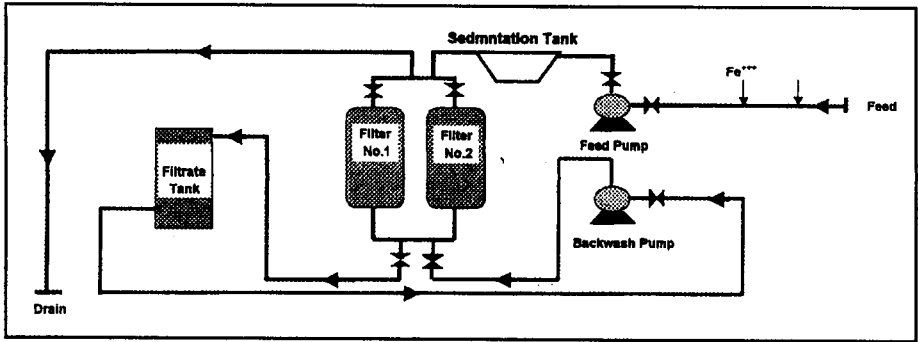 Sedmntation Tank
Fe+++
Feed
Feed Pump
Filter
No.1
Filter
No.2
Filtrate
Tank
Backwash Pump
Drain